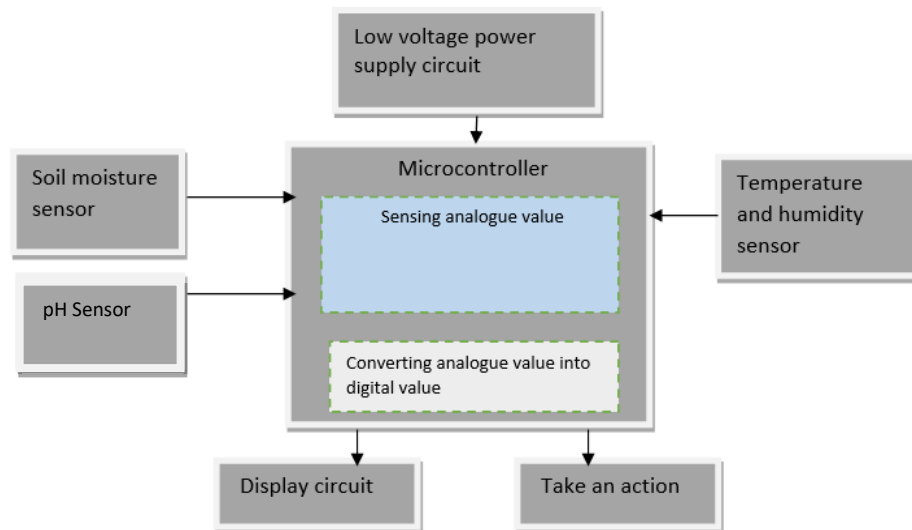 Low voltage power
supply circuit
Microcontroller
Soil moisture
sensor
Sensing analogue value
Temperature
and humidity
sensor
pH Sensor
Converting analogue value into
digital value
Display circuit
Take an action